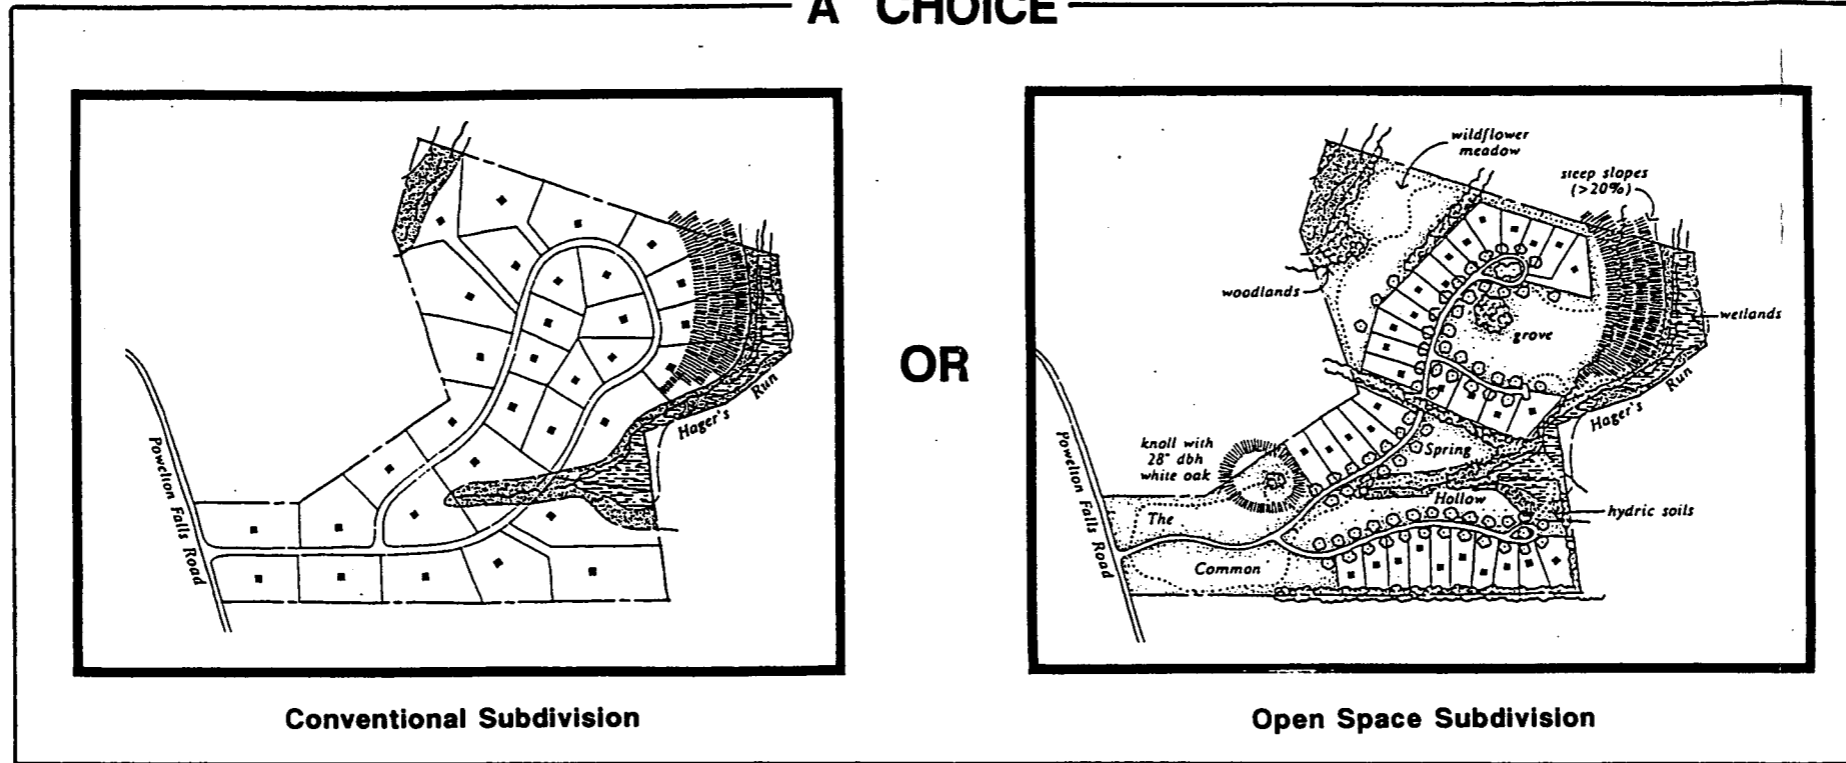 A CHOICE
Powelton Falls Road
Hager's Run
Conventional Subdivision
OR
wildflower
meadow
steep slopes
(>20%)
woodlands
wetlands
grove
Hager's Run
knoll with
28" dbh
white oak
Spring
Hollow
hydric soils
The
Common
Powelton Falls Road
Open Space Subdivision